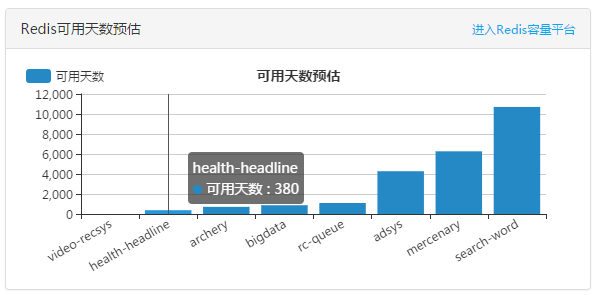 Redis可用天数预估
进入Redis容量平台
可用天数
可用天数预估
12,000
10,000
8,000
6,000
4,000
2,000
0
health-headline
可用天数 : 380
video-recsys
health-headline
archery
bigdata
rc-queue
adsys
mercenary
search-word